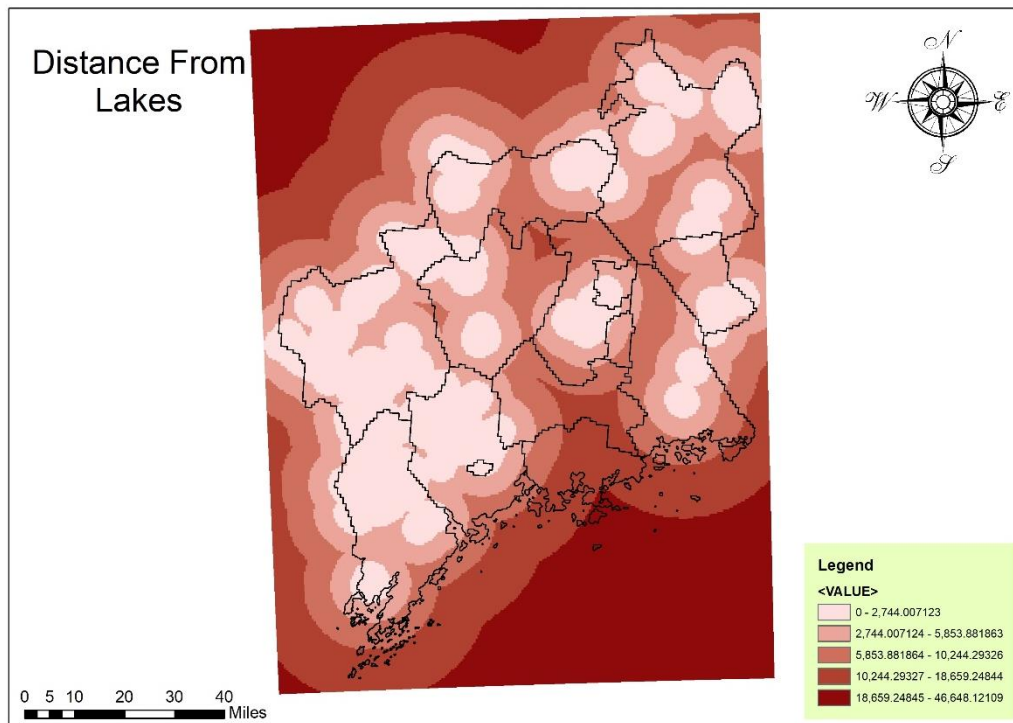 Distance From
Lakes
N
W
E
S
Legend
<VALUE>
0 - 2,744.007123
2,744.007124 - 5,853.881863
5,853.881864 - 10,244.29326
10,244.29327 - 18,659.24844
18,659.24845 - 46,648.12109
0 5 10 20 30 40
Miles